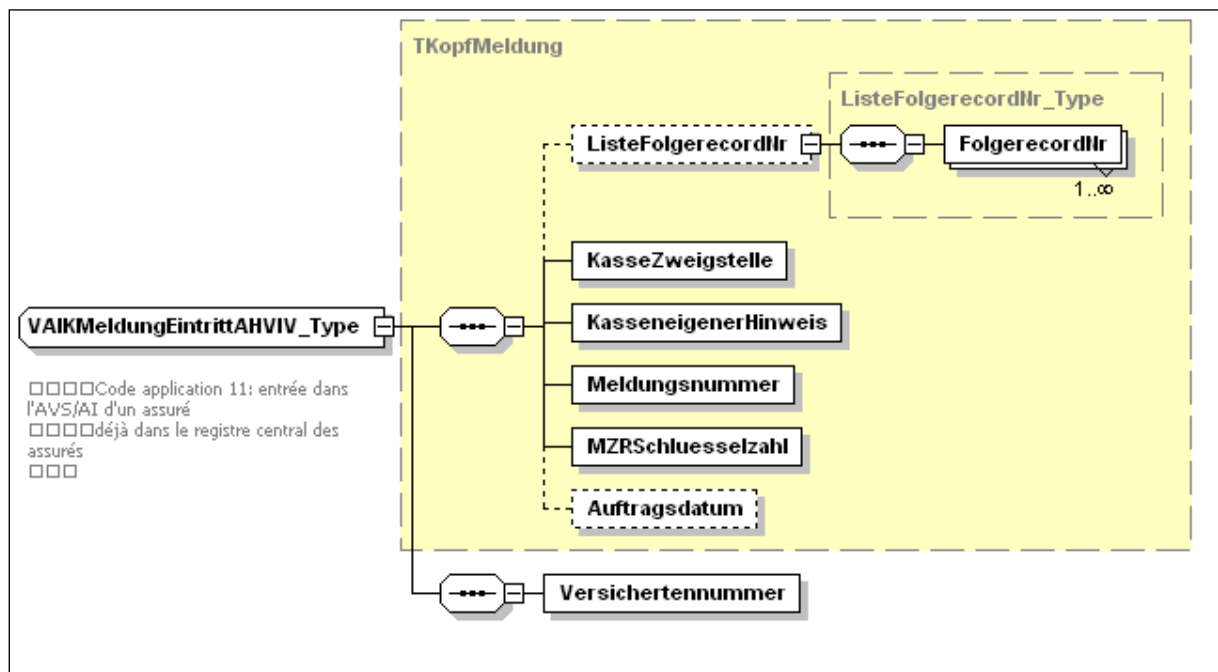 TKopfMeldung
ListeFolgerecordNr_Type
ListeFolgerecordNr
FolgerecordNr
1..∞
KasseZweigstelle
KasseneigenerHinweis
VAIKMeldungEintrittAHVIV_Type
Meldungsnummer
□□□□Code application 11: entrée dans
l'AVS/AI d'un assuré
□□□□déjà dans le registre central des
assurés
□□□
MZRSchluesselzahl
Auftragsdatum
Versichertennummer